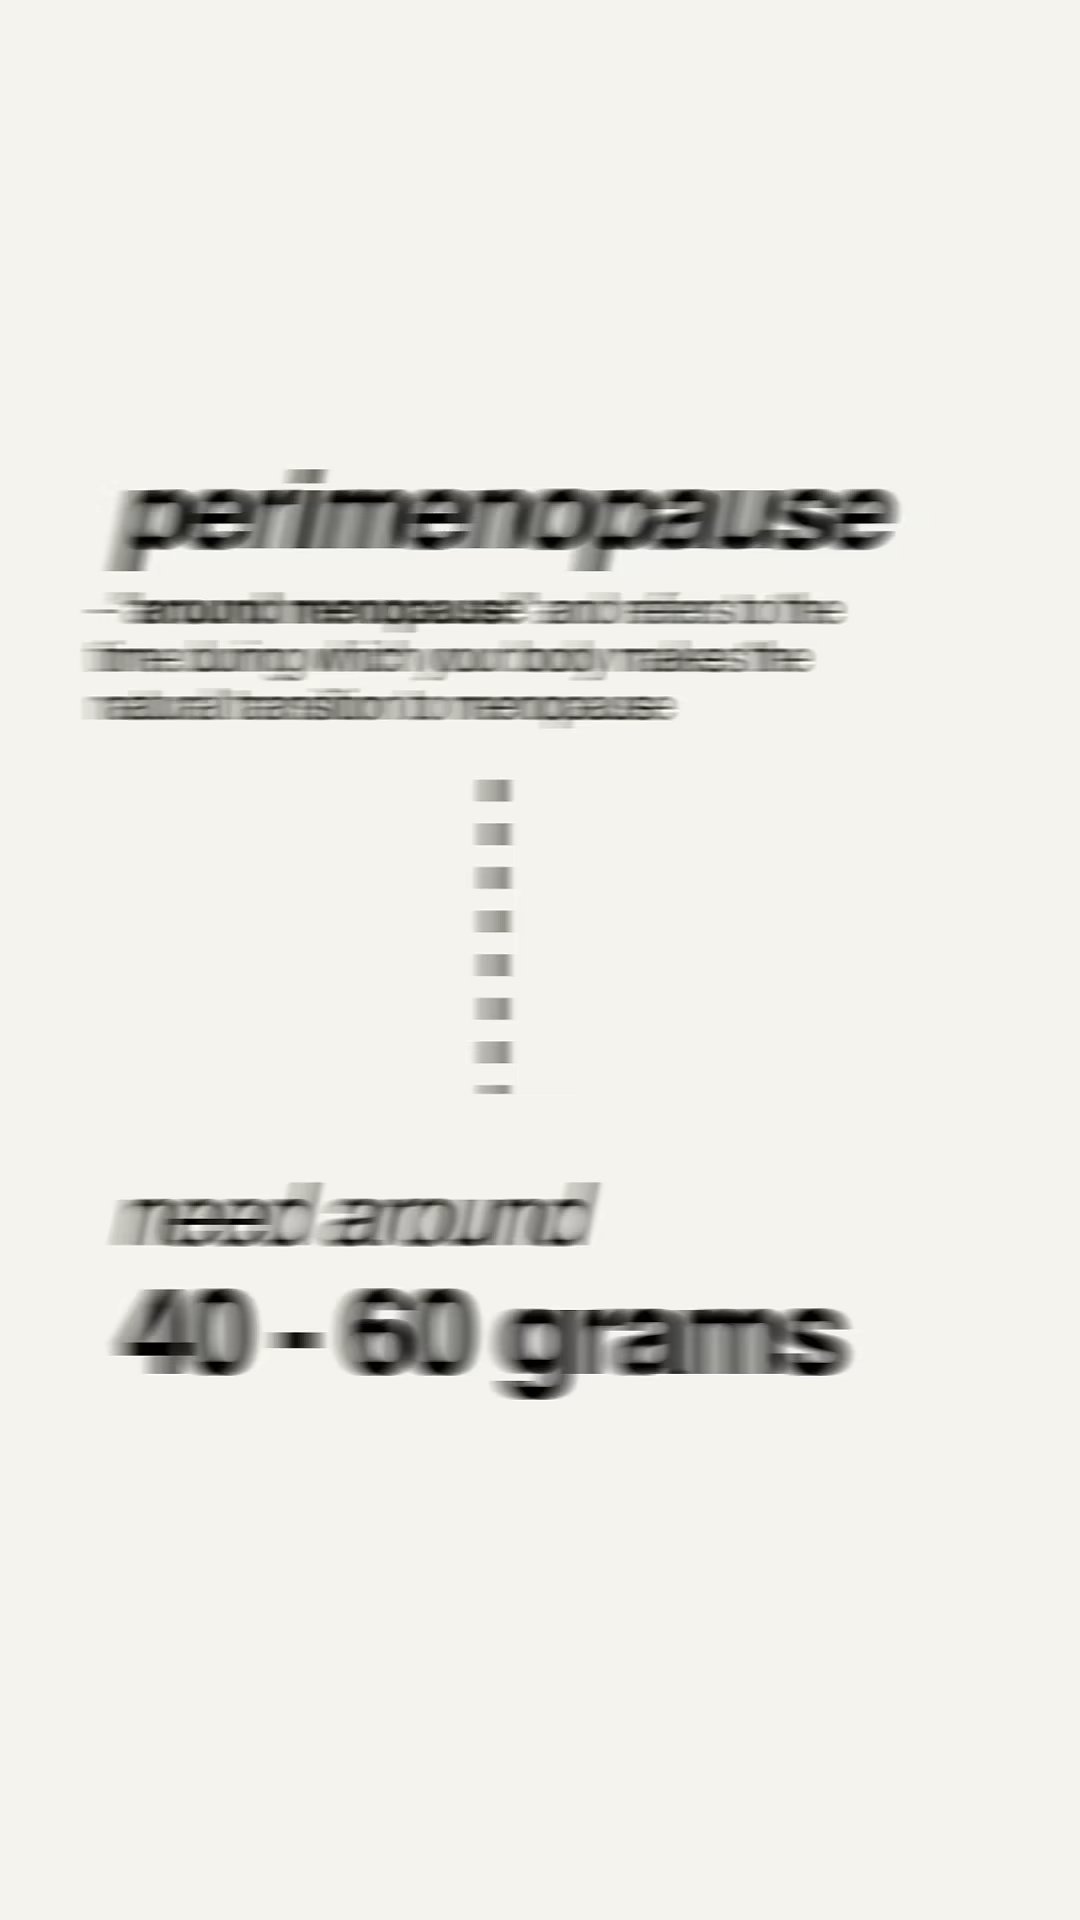 perimenopause
– "around menopause" and refers to the
time during which your body makes the
natural transition to menopause
need around
40 - 60 grams